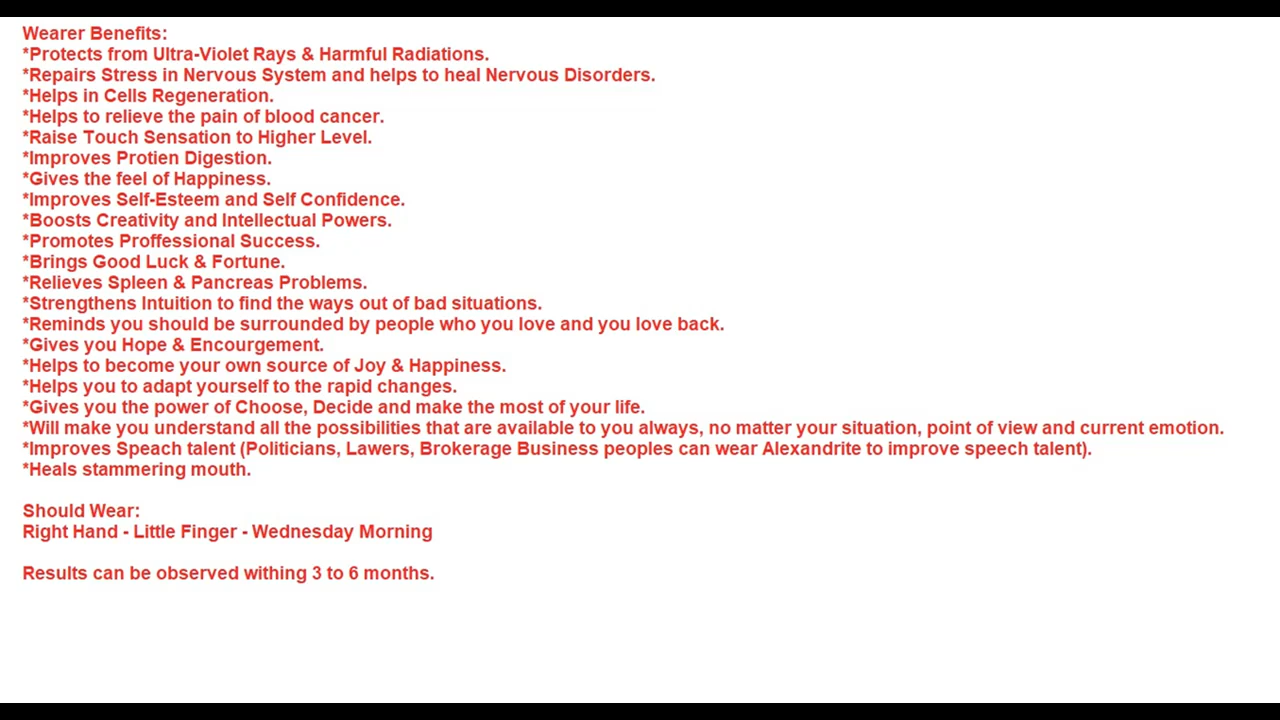 Wearer Benefits:
*Protects from Ultra-Violet Rays & Harmful Radiations.
*Repairs Stress in Nervous System and helps to heal Nervous Disorders.
*Helps in Cells Regeneration.
*Helps to relieve the pain of blood cancer.
*Raise Touch Sensation to Higher Level.
*Improves Protien Digestion.
*Gives the feel of Happiness.
*Improves Self-Esteem and Self Confidence.
*Boosts Creativity and Intellectual Powers.
*Promotes Proffessional Success.
*Brings Good Luck & Fortune.
*Relieves Spleen & Pancreas Problems.
*Strengthens Intuition to find the ways out of bad situations.
*Reminds you should be surrounded by people who you love and you love back.
*Gives you Hope & Encourgement.
*Helps to become your own source of Joy & Happiness.
*Helps you to adapt yourself to the rapid changes.
*Gives you the power of Choose, Decide and make the most of your life.
*Will make you understand all the possibilities that are available to you always, no matter your situation, point of view and current emotion.
*Improves Speach talent (Politicians, Lawers, Brokerage Business peoples can wear Alexandrite to improve speech talent).
*Heals stammering mouth.
Should Wear:
Right Hand - Little Finger - Wednesday Morning
Results can be observed withing 3 to 6 months.